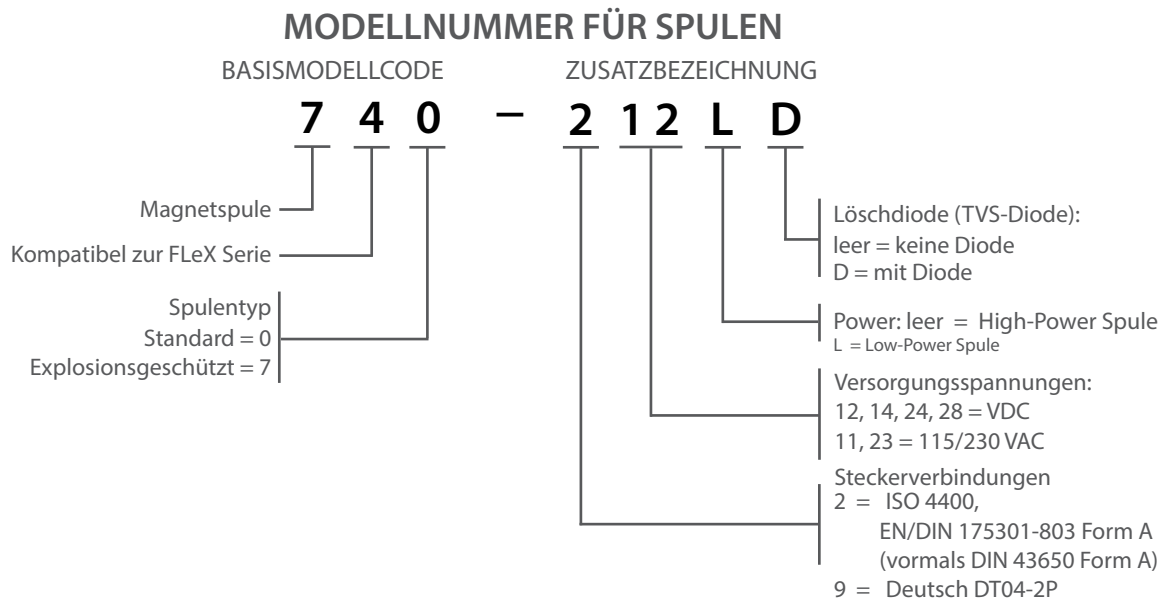 MODELLNUMMER FÜR SPULEN
BASISMODELLCODE
ZUSATZBEZEICHNUNG
7 4 0 – 2 12 L D
Magnetspule
Kompatibel zur FLeX Serie
Spulentyp
Standard = 0
Explosionsgeschützt = 7
Löschdiode (TVS-Diode):
leer = keine Diode
D = mit Diode
Power: leer = High-Power Spule
L = Low-Power Spule
Versorgungsspannungen:
12, 14, 24, 28 = VDC
11, 23 = 115/230 VAC
Steckerverbindungen
2 = ISO 4400,
EN/DIN 175301-803 Form A
(vormals DIN 43650 Form A)
9 = Deutsch DT04-2P